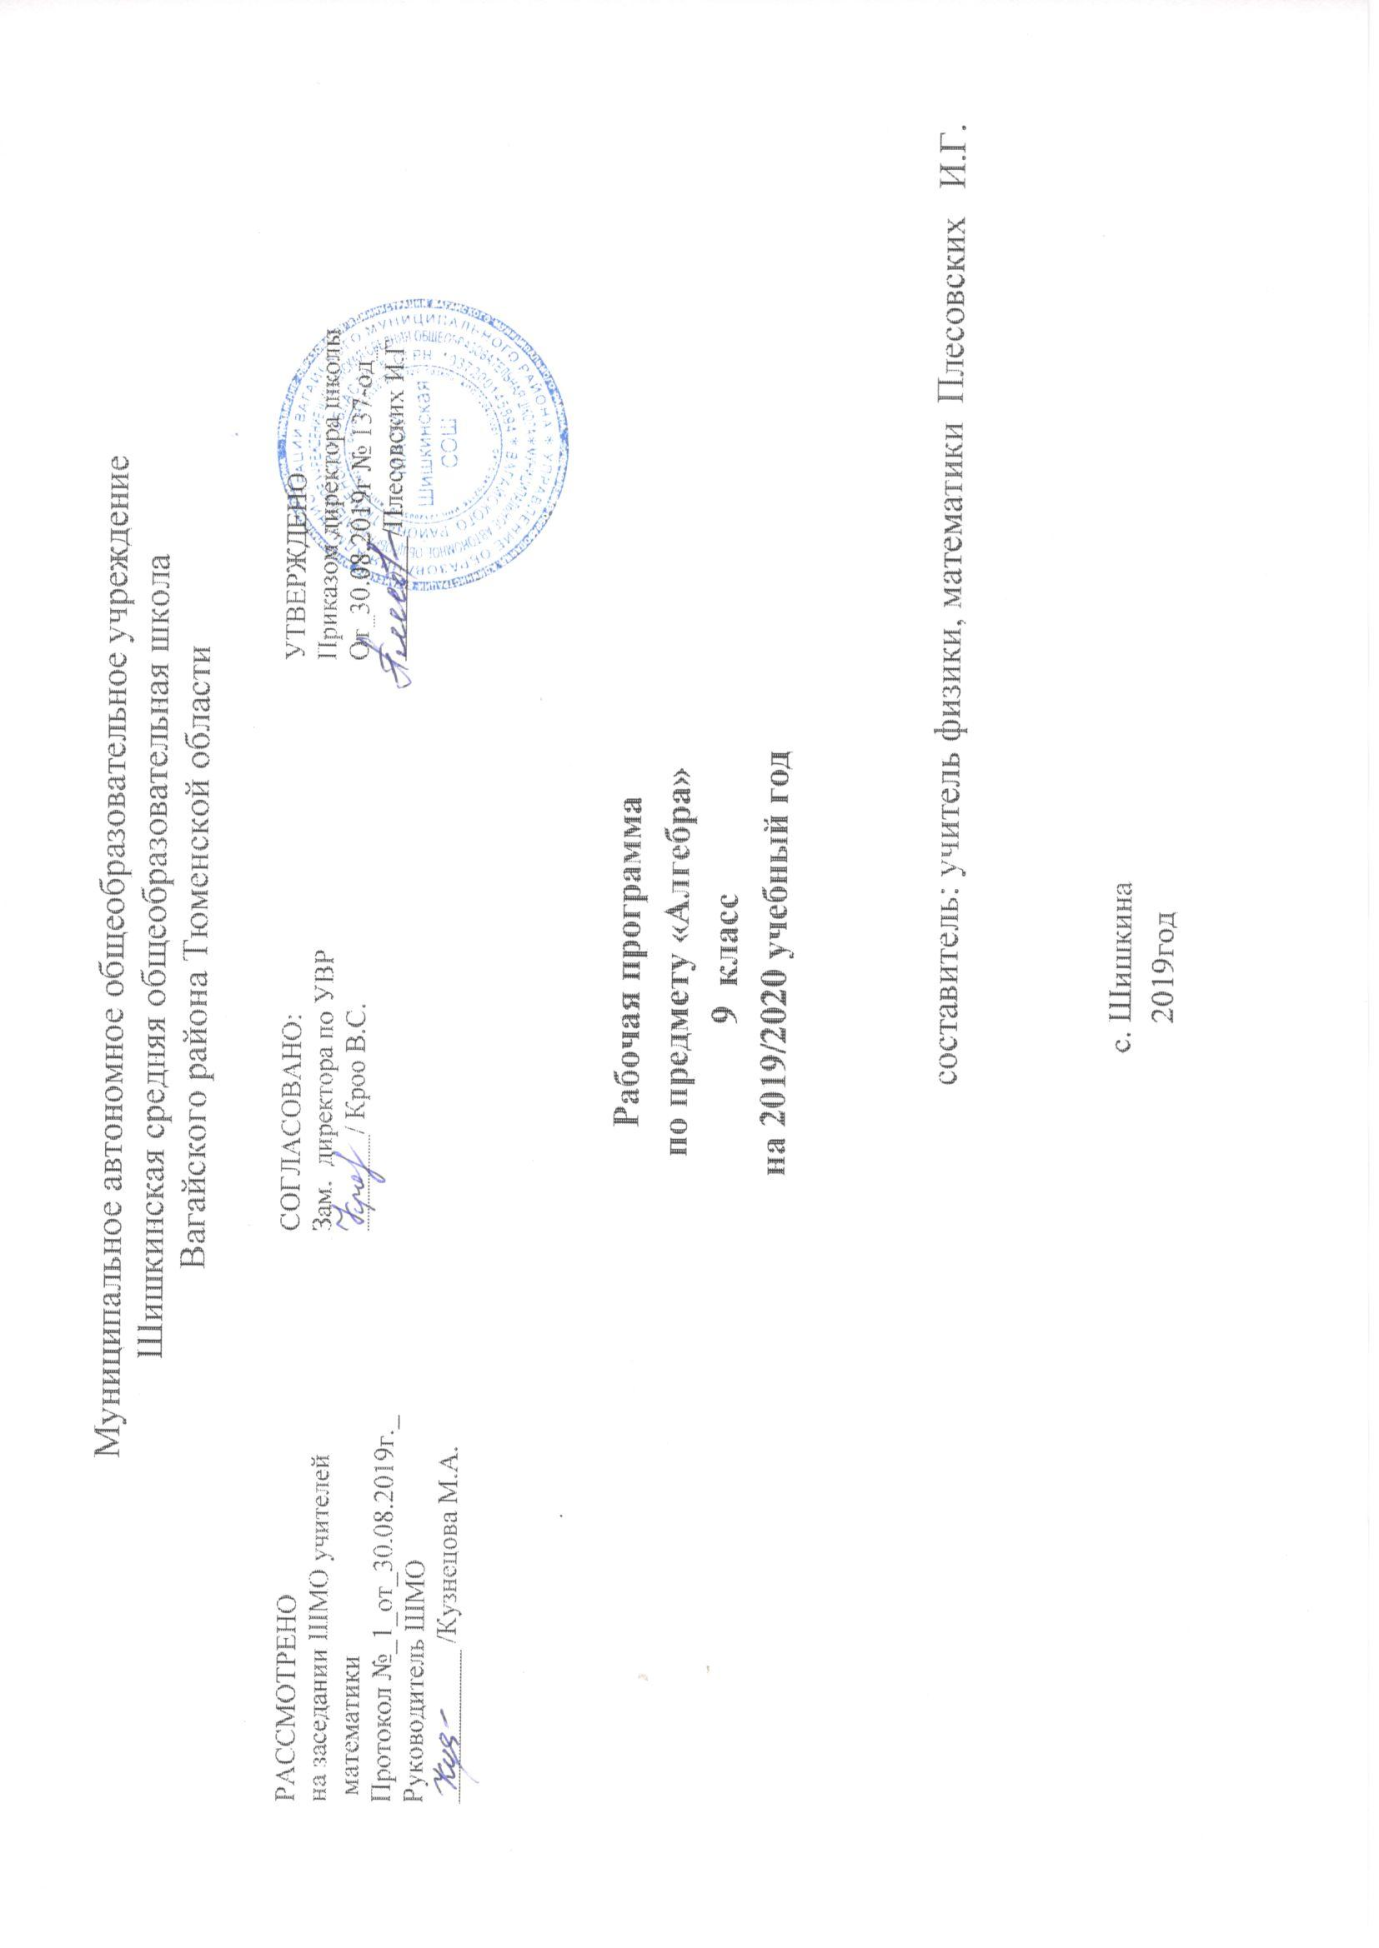 Муниципальное автономное общеобразовательное учреждение
Шишкинская средняя общеобразовательная школа
Вагайского района Тюменской области
РАССМОТРЕНО
на заседании ШМО учителей
математики
Протокол №_1_от_30.08.2019г._
Руководитель ШМО
/Кузнецова М.А.
СОГЛАСОВАНО:
Зам. директора по УВР
/ Кроо В.С.
УТВЕРЖДЕНО
Приказом директора школы
От_30.08.2019г № 137-од
/Плесовских И.Г
Шишкинская
СОШ
Рабочая программа
по предмету «Алгебра»
9 класс
на 2019/2020 учебный год
составитель: учитель физики, математики Плесовских И.Г.
с. Шишкина
2019год